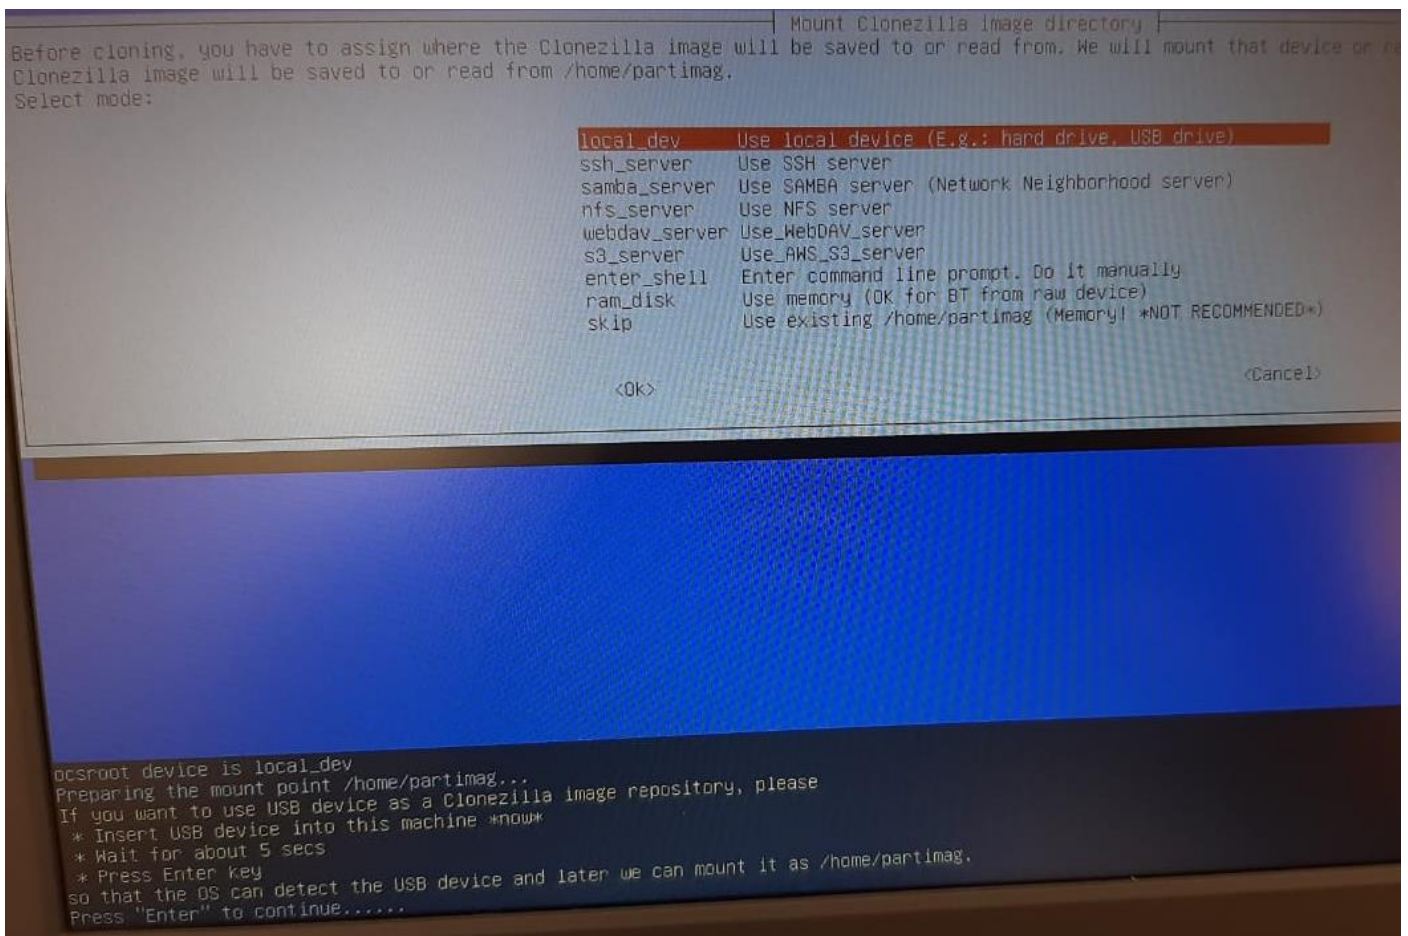 Mount Clonezilla image directory
Before cloning, you have to assign where the Clonezilla image will be saved to or read from. We will mount that device or re
Clonezilla image will be saved to or read from /home/partimag.
Select mode:
local_dev Use local device (E.g.: hard drive, USB drive)
ssh_server Use SSH server
samba_server Use SAMBA server (Network Neighborhood server)
nfs_server Use NFS server
webdav_server Use_WebDAV_server
s3_server Use_AWS_S3_server
enter_shell Enter command line prompt. Do it manually
ram_disk Use memory (OK for BT from raw device)
skip Use existing /home/partimag (Memory! *NOT RECOMMENDED*)
<Ok> <Cancel>
ocsroot device is local_dev
Preparing the mount point /home/partimag...
If you want to use USB device as a Clonezilla image repository, please
* Insert USB device into this machine *now*
* Wait for about 5 secs
* Press Enter key
so that the OS can detect the USB device and later we can mount it as /home/partimag.
Press "Enter" to continue......